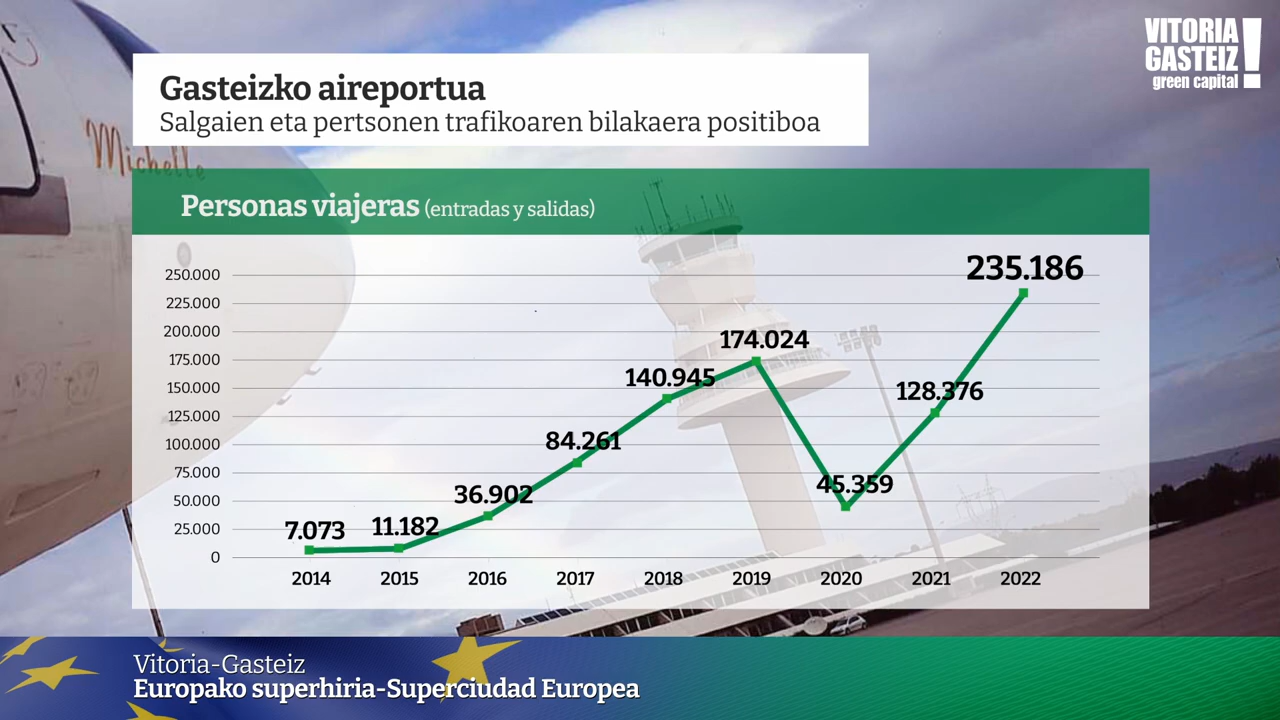 VITORIA
GASTEIZ!
green capital
Gasteizko aireportua
Salgaien eta pertsonen trafikoaren bilakaera positiboa
Michelle
Personas viajeras (entradas y salidas)
250.000
225.000
200.000
175.000
150.000
125.000
100.000
75.000
50.000
25.000
0
7.073
11.182
36.902
84.261
140.945
174.024
45.359
128.376
235.186
2014 2015 2016 2017 2018 2019 2020 2021 2022
Vitoria-Gasteiz
Europako superhiria-Superciudad Europea